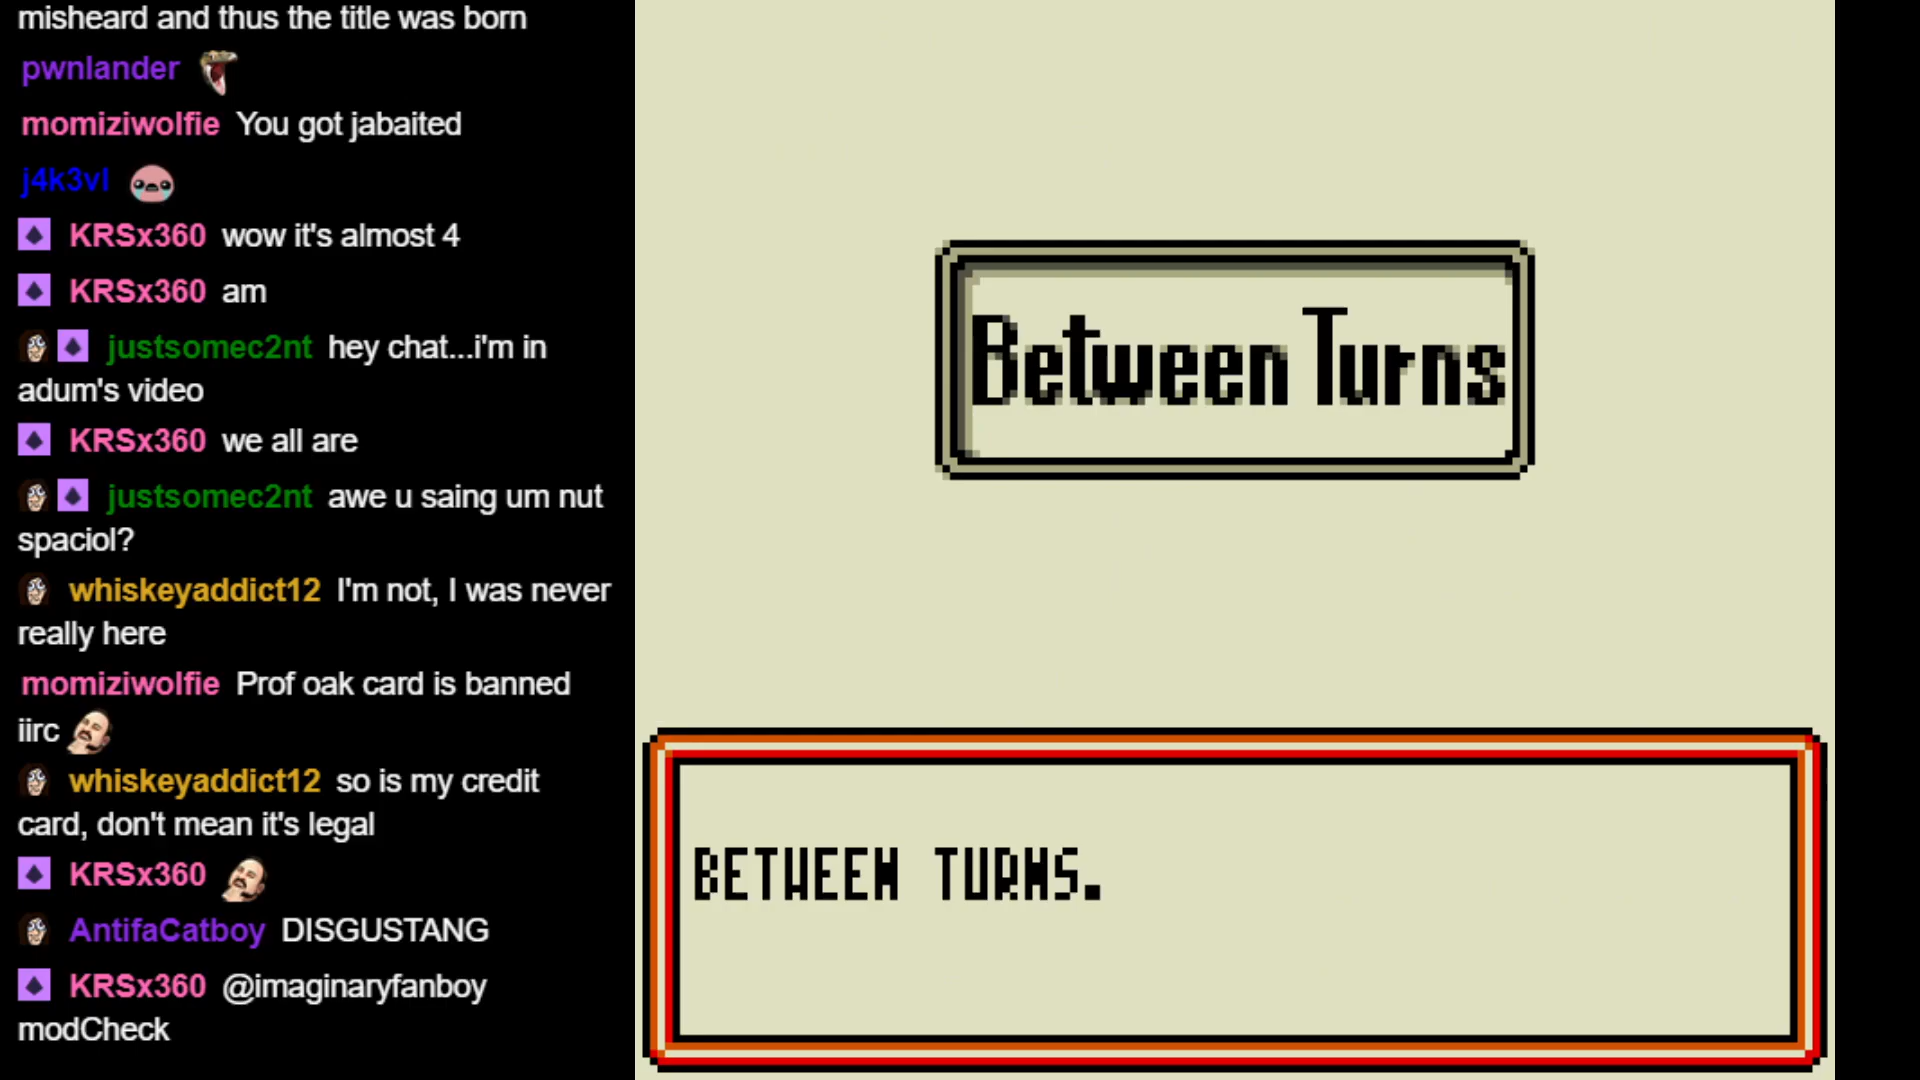 misheard and thus the title was born
pwnlander
momiziwolfie You got jabaited
j4k3vl
KRSx360 wow it's almost 4
KRSx360 am
justsomec2nt hey chat...i'm in
adum's video
KRSx360 we all are
justsomec2nt awe u saing um nut
spaciol?
whiskeyaddict12 I'm not, I was never
really here
momiziwolfie Prof oak card is banned
iirc
whiskeyaddict12 so is my credit
card, don't mean it's legal
KRSx360
AntifaCatboy DISGUSTANG
KRSx360 @imaginaryfanboy
modCheck
Between Turns
BETWEEN TURNS.